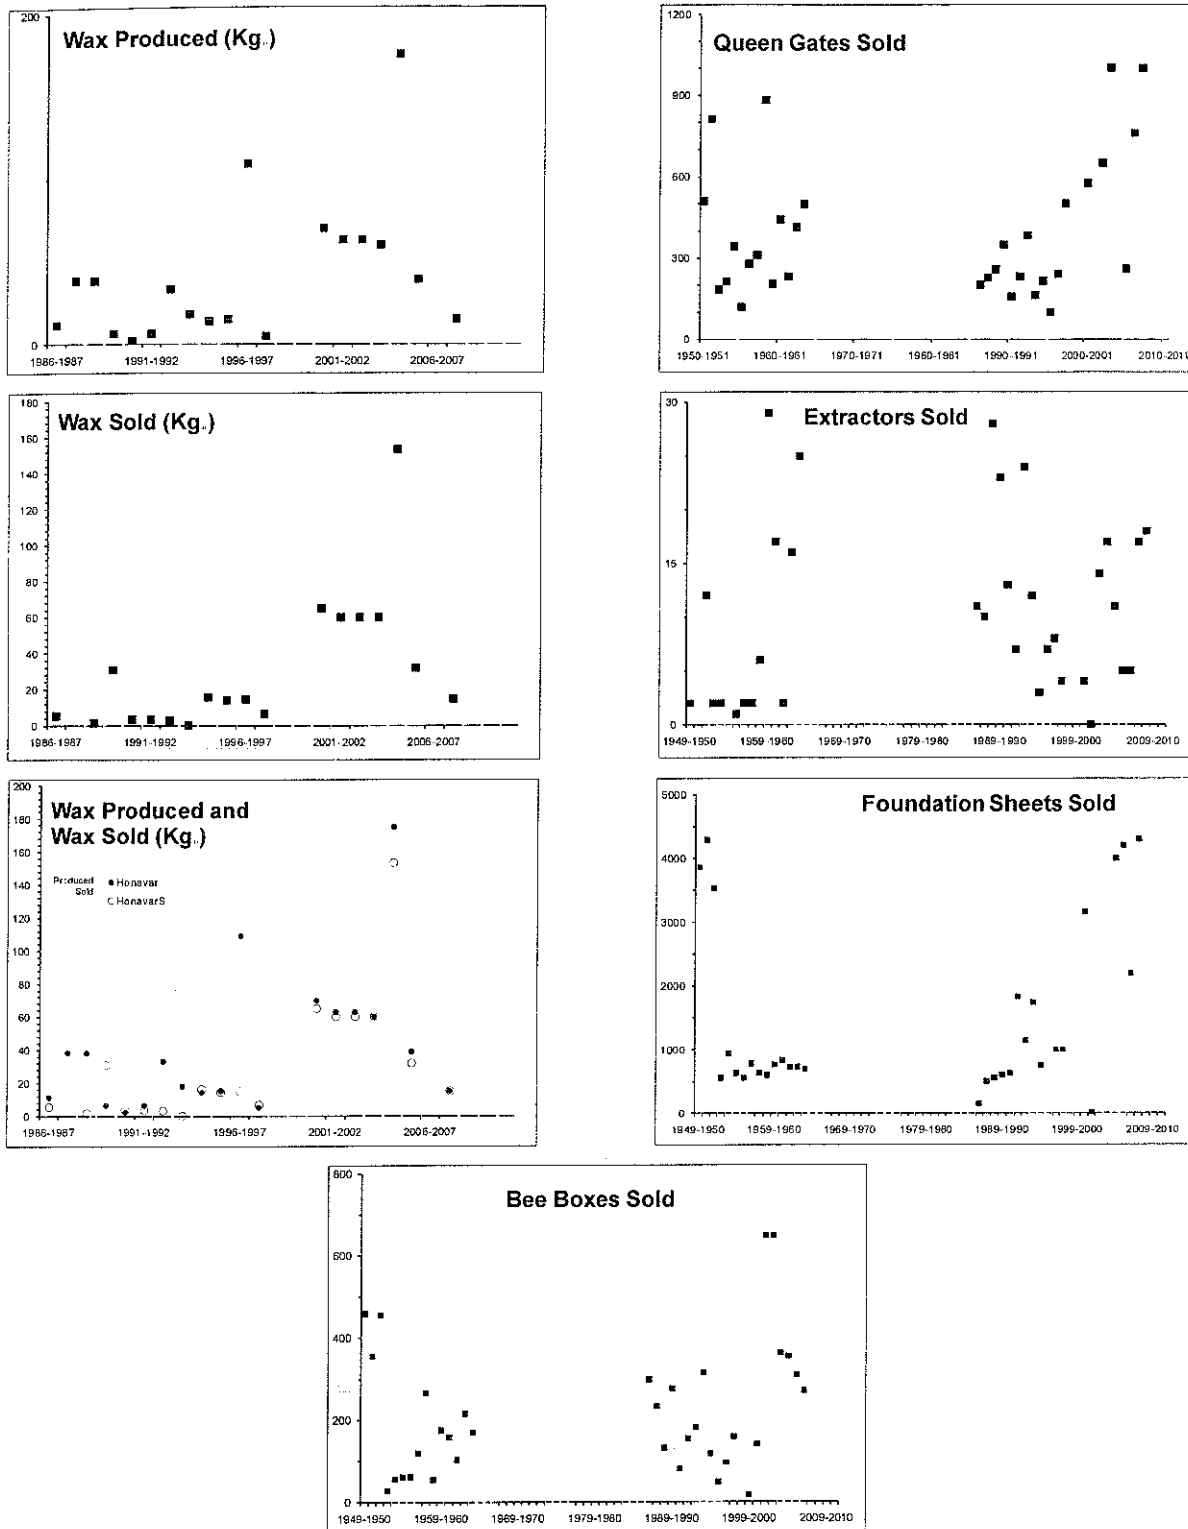 Wax Produced (Kg.)
200
0
1986-1987 1991-1992 1996-1997 2001-2002 2006-2007
Queen Gates Sold
1200
900
600
300
0
1950-1951 1960-1961 1970-1971 1980-1981 1990-1991 2000-2001 2010-2011
Wax Sold (Kg.)
180
160
140
120
100
80
60
40
20
0
1986-1987 1991-1992 1996-1997 2001-2002 2006-2007
Extractors Sold
30
15
0
1949-1950 1959-1960 1969-1970 1979-1980 1989-1990 1999-2000 2009-2010
Wax Produced and
Wax Sold (Kg.)
200
180
160
140
120
100
80
60
40
20
0
Produced Honavar
Sold HonavarS
1986-1987 1991-1992 1996-1997 2001-2002 2006-2007
Foundation Sheets Sold
5000
4000
3000
2000
1000
0
1949-1950 1959-1960 1969-1970 1979-1980 1989-1990 1999-2000 2009-2010
Bee Boxes Sold
800
600
400
200
0
1949-1950 1959-1960 1969-1970 1979-1980 1989-1990 1999-2000 2009-2010